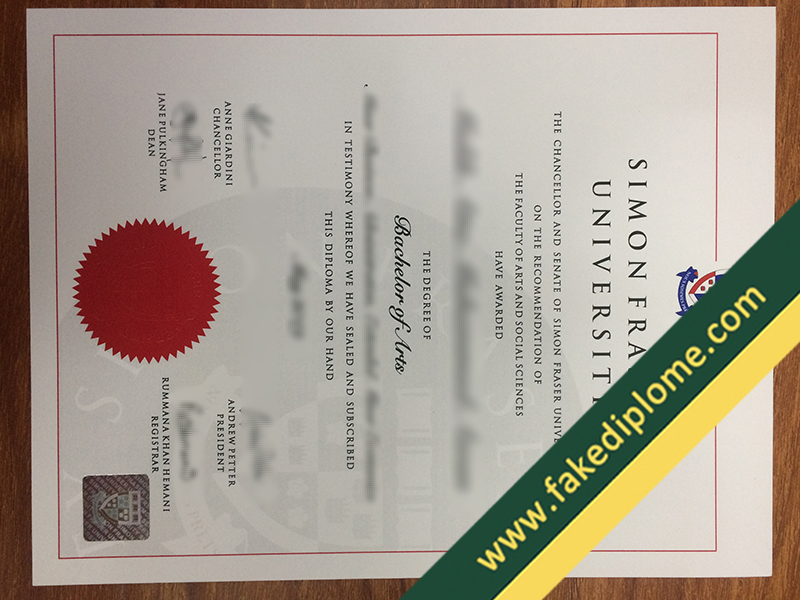 SIMON FRA
UNIVERSIT
THE CHANCELLOR AND SENATE OF SIMON FRASER UNIVE
ON THE RECOMMENDATION OF
THE FACULTY OF ARTS AND SOCIAL SCIENCES
HAVE AWARDED
THE DEGREE OF
Bachelor of Arts
IN TESTIMONY WHEREOF WE HAVE SEALED AND SUBSCRIBED
THIS DIPLOMA BY OUR HAND
ANNE GIARDINI
CHANCELLOR
ANDREW PETTER
PRESIDENT
JANE PULKINGHAM
DEAN
RUMMANA KHAN HEMANI
REGISTRAR
www.fakediplome.com